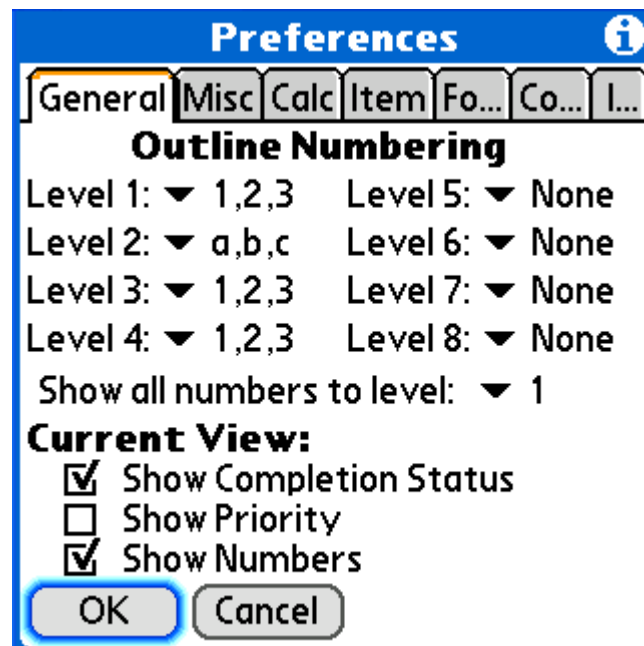 Preferences
General Misc Calc Item Fo... Co... I...
Outline Numbering
Level 1: 1,2,3 Level 5: None
Level 2: a,b,c Level 6: None
Level 3: 1,2,3 Level 7: None
Level 4: 1,2,3 Level 8: None
Show all numbers to level: 1
Current View:
Show Completion Status
Show Priority
Show Numbers
OK Cancel